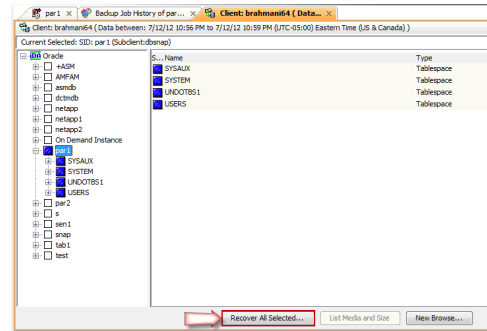 par1 × Backup Job History of par... × Client: brahmani64 ( Data... ×
Client: brahmani64 ( Data between: 7/12/12 10:56 PM to 7/12/12 10:59 PM (UTC-05:00) Eastern Time (US & Canada) )
Current Selected: SID: par1 (Subclient:dbsnap)
Oracle
+ASM
AMFAM
asmdb
dctmdb
netapp
netapp1
netapp2
On Demand Instance
par1
SYSAUX
SYSTEM
UNDOTBS1
USERS
par2
s
sen1
snap
tab1
test
S... Name Type
SYSAUX Tablespace
SYSTEM Tablespace
UNDOTBS1 Tablespace
USERS Tablespace
Recover All Selected... List Media and Size New Browse...